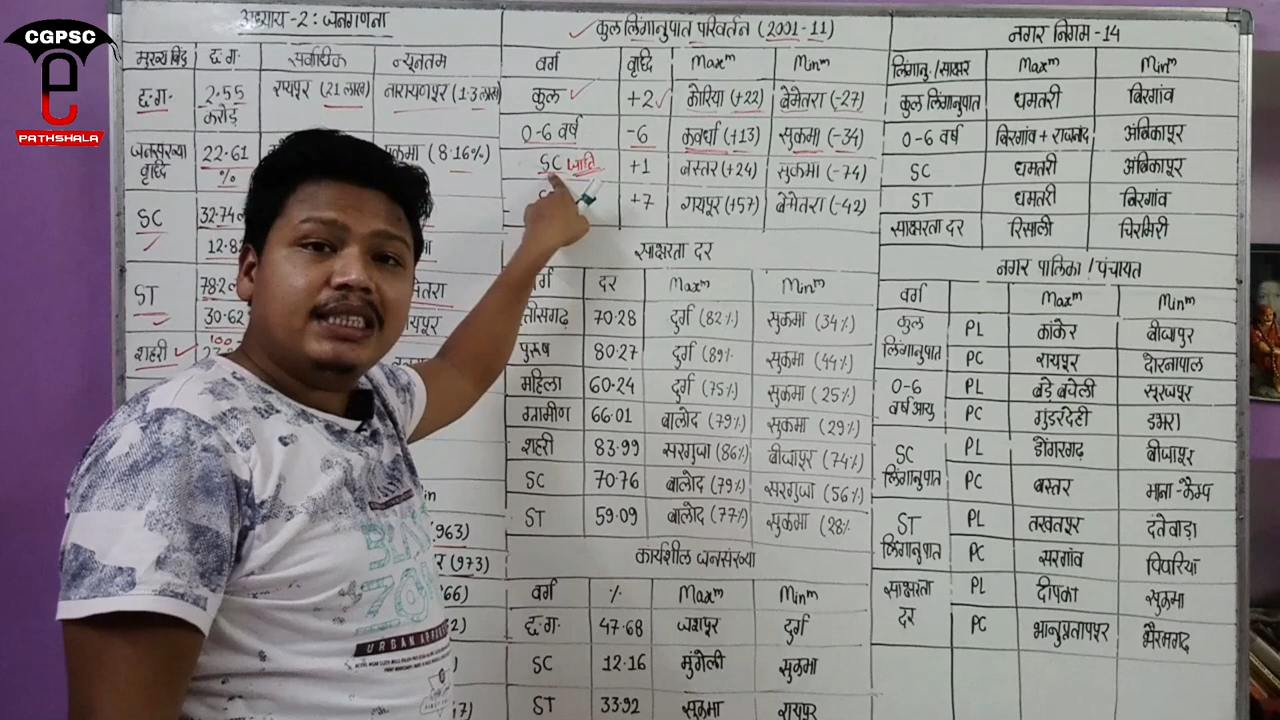 CGPSC
PATHSHALA
अध्याय-2: जनगणना
मुख्य बिंदु छ.ग. सर्वाधिक न्यूनतम
छ.ग. 2.55 करोड़ रायपुर (21 लाख) नारायणपुर (1.3 लाख)
जनसंख्या वृद्धि 22.61 % सुकमा (8.16%)
SC 32.74
12.82
ST 78.2
30.62 रायपुर
शहरी 100
(963)
(973)
कुल लिंगानुपात परिवर्तन (2001-11)
वर्ग वृद्धि Maxm Minm
कुल +2 कोरिया (+22) बेमेतरा (-27)
0-6 वर्ष -6 कवर्धा (+13) सुकमा (-34)
SC जाति +1 बस्तर (+24) सुकमा (-74)
+7 रायपुर (+57) बेमेतरा (-42)
साक्षरता दर
वर्ग दर Maxm Minm
छत्तीसगढ़ 70.28 दुर्ग (82%) सुकमा (34%)
पुरुष 80.27 दुर्ग (89% सुकमा (44%)
महिला 60.24 दुर्ग (75%) सुकमा (25%)
ग्रामीण 66.01 बालोद (79%) सुकमा (29%)
शहरी 83.99 सरगुजा (86%) बीजापुर (74%)
SC 70.76 बालोद (79%) सरगुजा (56%)
ST 59.09 बालोद (77%) सुकमा (28%
कार्यशील जनसंख्या
वर्ग % Maxm Minm
छ.ग. 47.68 जशपुर दुर्ग
SC 12.16 मुंगेली सुकमा
ST 33.92 सुकमा रायपुर
नगर निगम-14
लिंगानु./साक्षर Maxm Minm
कुल लिंगानुपात धमतरी बिरगांव
0-6 वर्ष बिरगांव+राजनांद अंबिकापुर
SC धमतरी अंबिकापुर
ST धमतरी बिरगांव
साक्षरता दर रिसाली चिरमिरी
नगर पालिका/पंचायत
वर्ग Maxm Minm
कुल लिंगानुपात PL कांकेर बीजापुर
PC रायपुर दोरनापाल
0-6 वर्ष आयु PL बड़े बचेली सूरजपुर
PC गुंडरदेही डभरा
SC लिंगानुपात PL डोंगरगढ़ बीजापुर
PC बस्तर माना-कैम्प
ST लिंगानुपात PL तखतपुर दंतेवाड़ा
PC सरगांव पिपरिया
साक्षरता दर PL दीपका सुकमा
PC भानुप्रतापपुर भैरमगढ़
URBAN